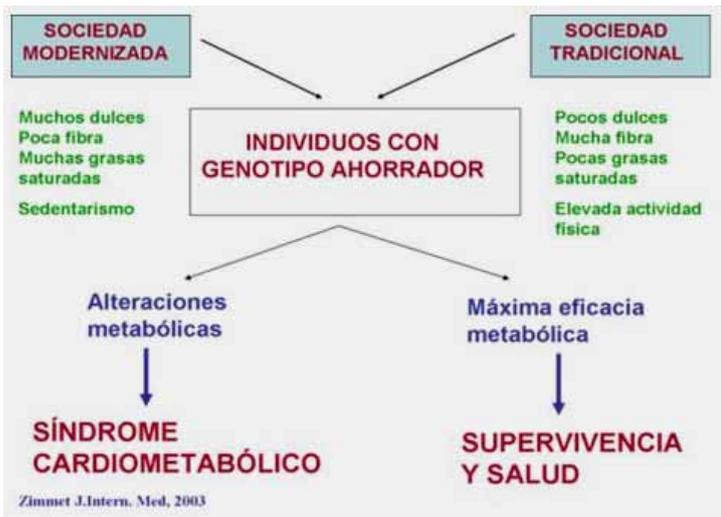 SOCIEDAD
MODERNIZADA
SOCIEDAD
TRADICIONAL
Muchos dulces
Poca fibra
Muchas grasas
saturadas
Sedentarismo
INDIVIDUOS CON
GENOTIPO AHORRADOR
Pocos dulces
Mucha fibra
Pocas grasas
saturadas
Elevada actividad
física
Alteraciones
metabólicas
Máxima eficacia
metabólica
SÍNDROME
CARDIOMETABÓLICO
SUPERVIVENCIA
Y SALUD
Zimmet J.Intern. Med, 2003